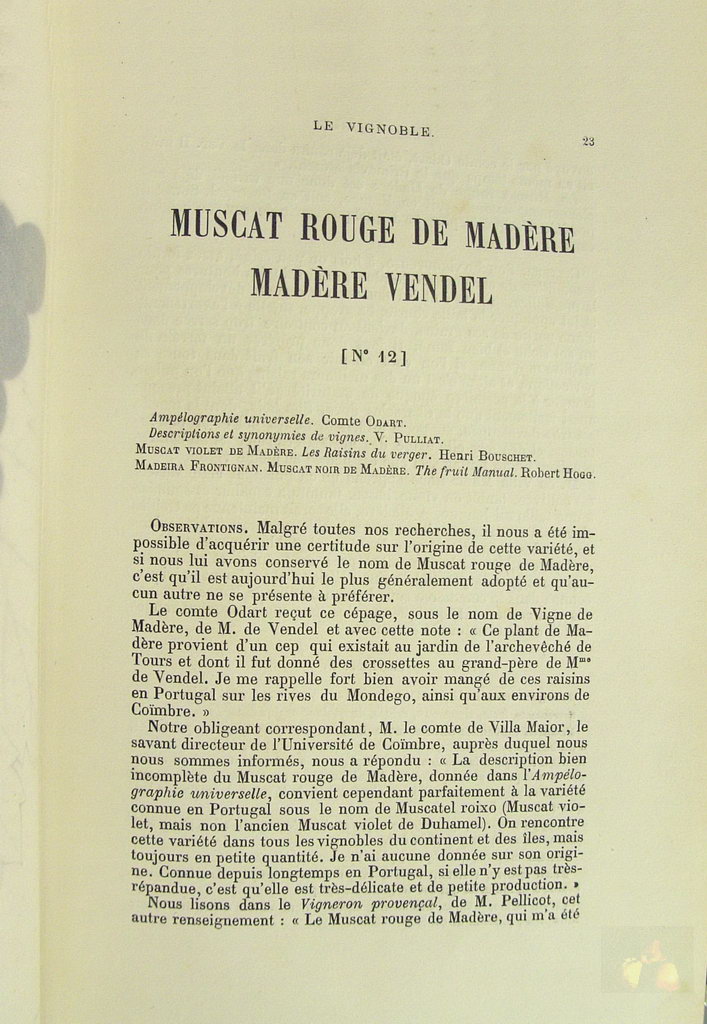 LE VIGNOBLE.
23
MUSCAT ROUGE DE MADÈRE
MADÈRE VENDEL
[N° 12]
Ampélographie universelle. Comte ODART.
Descriptions et synonymies de vignes. V. PULLIAT.
MUSCAT VIOLET DE MADÈRE. Les Raisins du verger. Henri BOUSCHET.
MADEIRA FRONTIGNAN. MUSCAT NOIR DE MADÈRE. The fruit Manual. Robert HOGG.
OBSERVATIONS. Malgré toutes nos recherches, il nous a été im-
possible d'acquérir une certitude sur l'origine de cette variété, et
si nous lui avons conservé le nom de Muscat rouge de Madère,
c'est qu'il est aujourd'hui le plus généralement adopté et qu'au-
cun autre ne se présente à préférer.
Le comte Odart reçut ce cépage, sous le nom de Vigne de
Madère, de M. de Vendel et avec cette note : « Ce plant de Ma-
dère provient d'un cep qui existait au jardin de l'archevêché de
Tours et dont il fut donné des crossettes au grand-père de Mme
de Vendel. Je me rappelle fort bien avoir mangé de ces raisins
en Portugal sur les rives du Mondego, ainsi qu'aux environs de
Coïmbre. »
Notre obligeant correspondant, M. le comte de Villa Maior, le
savant directeur de l'Université de Coïmbre, auprès duquel nous
nous sommes informés, nous a répondu : « La description bien
incomplète du Muscat rouge de Madère, donnée dans l'Ampélo-
graphie universelle, convient cependant parfaitement à la variété
connue en Portugal sous le nom de Muscatel roixo (Muscat vio-
let, mais non l'ancien Muscat violet de Duhamel). On rencontre
cette variété dans tous les vignobles du continent et des îles, mais
toujours en petite quantité. Je n'ai aucune donnée sur son origi-
ne. Connue depuis longtemps en Portugal, si elle n'y est pas très-
répandue, c'est qu'elle est très-délicate et de petite production. »
Nous lisons dans le Vigneron provençal, de M. Pellicot, cet
autre renseignement : « Le Muscat rouge de Madère, qui m'a été